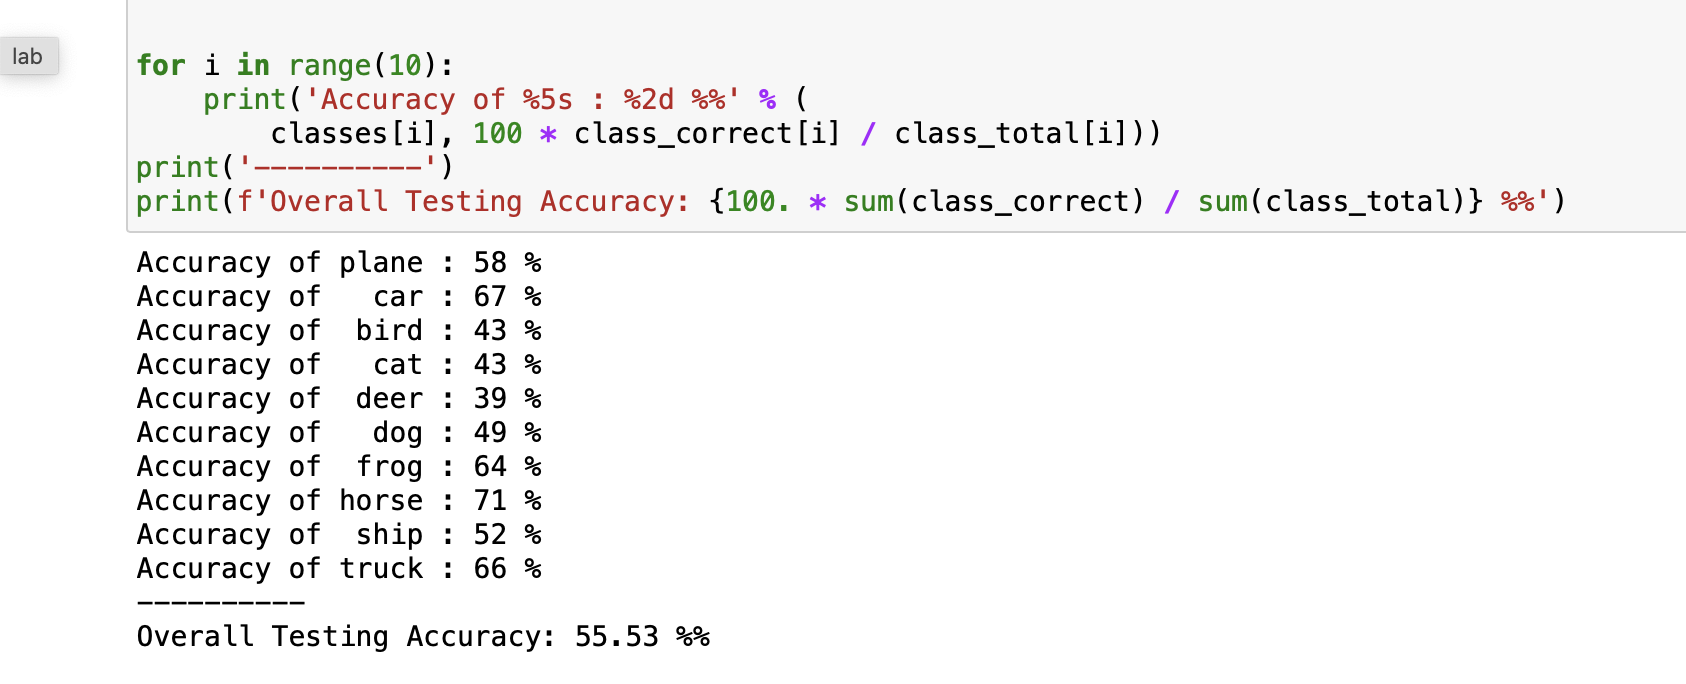 lab
for i in range(10):
    print('Accuracy of %5s : %2d %%' % (
        classes[i], 100 * class_correct[i] / class_total[i]))
print('----------')
print(f'Overall Testing Accuracy: {100. * sum(class_correct) / sum(class_total)} %%')
Accuracy of plane : 58 %
Accuracy of   car : 67 %
Accuracy of  bird : 43 %
Accuracy of   cat : 43 %
Accuracy of  deer : 39 %
Accuracy of   dog : 49 %
Accuracy of  frog : 64 %
Accuracy of horse : 71 %
Accuracy of  ship : 52 %
Accuracy of truck : 66 %
----------
Overall Testing Accuracy: 55.53 %%